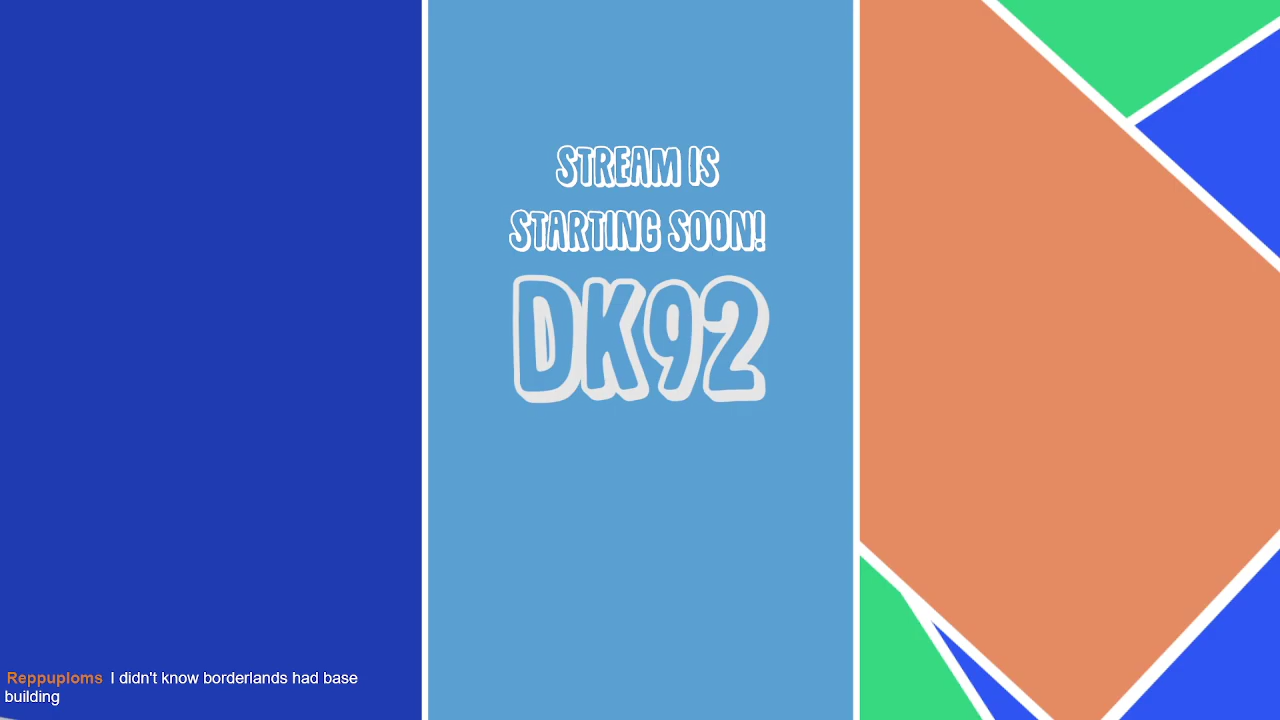 STREAM IS
STARTING SOON!
DK92
Reppuploms I didn't know borderlands had base
building